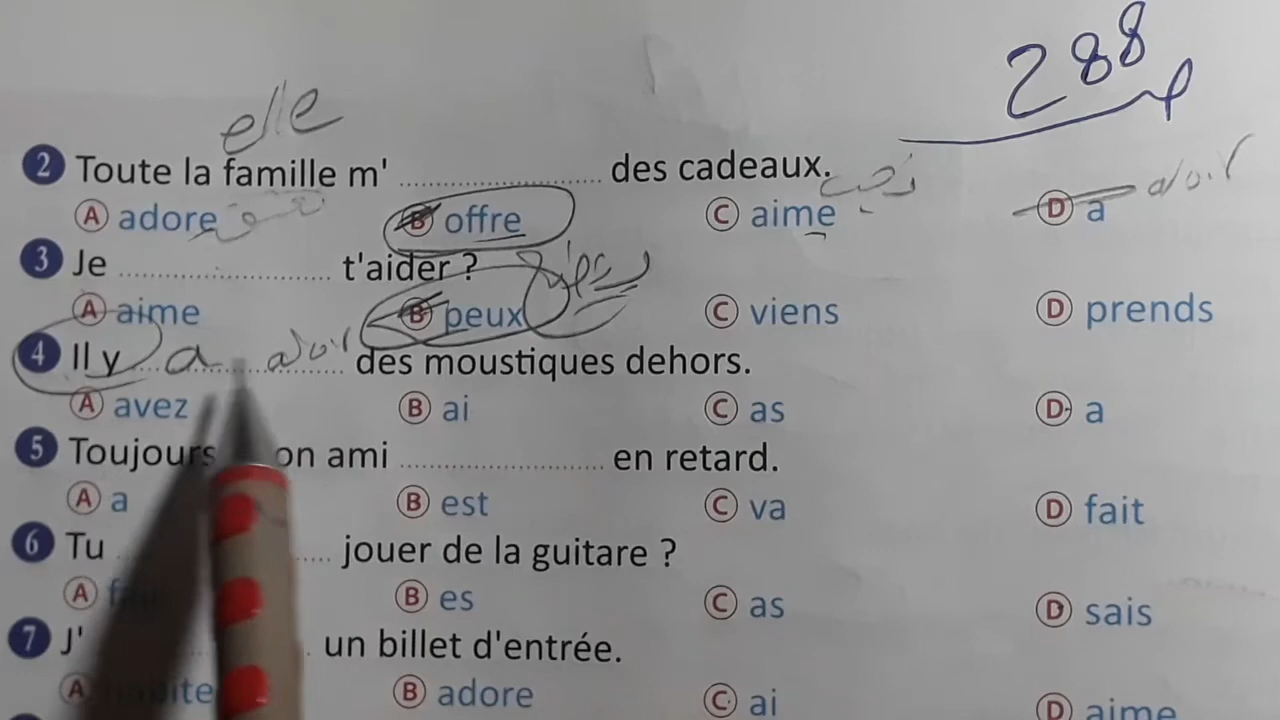 288
elle
2 Toute la famille m' .................... des cadeaux.
A adore B offre C aime D a avoir
3 Je .................... t'aider ?
A aime B peux C viens D prends
4 Il y a avoir des moustiques dehors.
A avez B ai C as D a
5 Toujours on ami .................... en retard.
A a B est C va D fait
6 Tu .... jouer de la guitare ?
A B es C as D sais
7 J' . un billet d'entrée.
A B adore C ai D aime